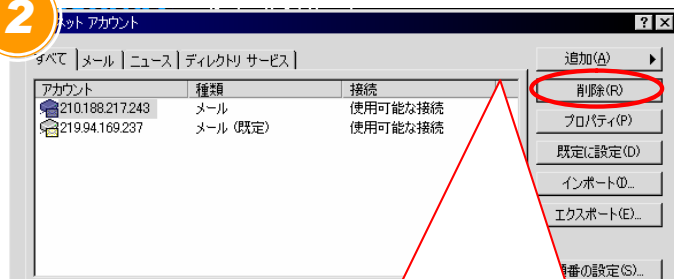 2
ネット アカウント
すべて メール ニュース ディレクトリ サービス
追加(A)
アカウント 種類 接続
削除(R)
210.188.217.243 メール 使用可能な接続
219.94.169.237 メール (既定) 使用可能な接続
プロパティ(P)
既定に設定(D)
インポート(I)...
エクスポート(E)...
順番の設定(S)...